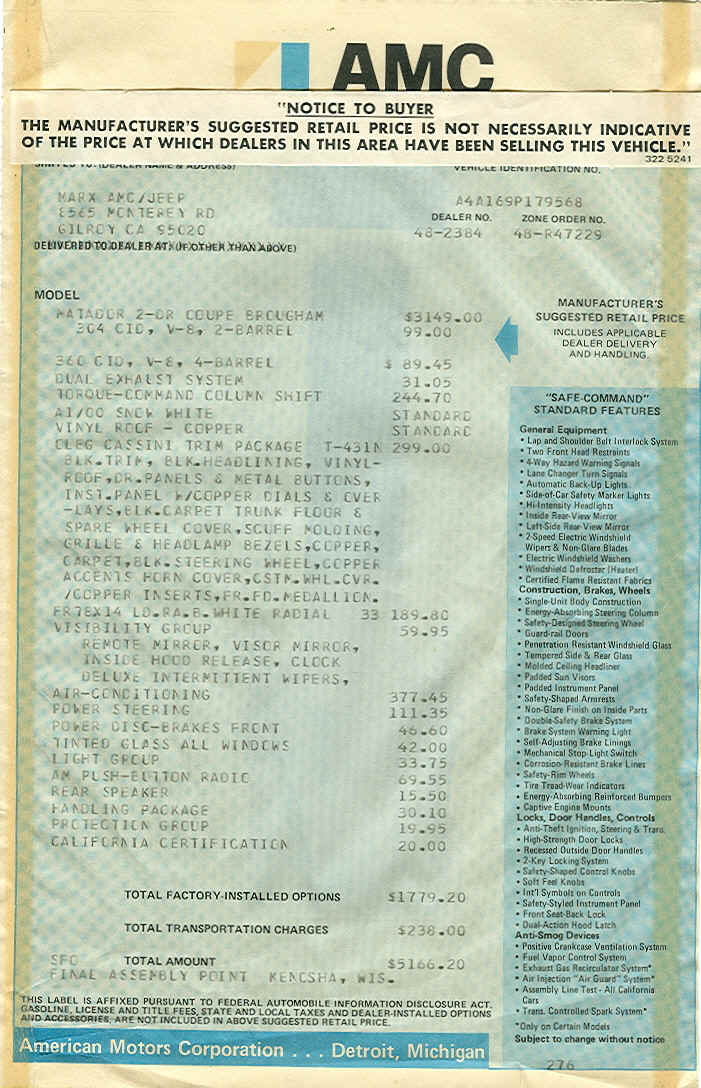 AMC
"NOTICE TO BUYER
THE MANUFACTURER'S SUGGESTED RETAIL PRICE IS NOT NECESSARILY INDICATIVE
OF THE PRICE AT WHICH DEALERS IN THIS AREA HAVE BEEN SELLING THIS VEHICLE."
322 5241
SHIPPED TO: (DEALER NAME & ADDRESS)
VEHICLE IDENTIFICATION NO.
MARX AMC/JEEP
8565 MONTEREY RD
GILROY CA 95020
A4A169P179568
DEALER NO. ZONE ORDER NO.
48-2384 48-R47229
DELIVERED TO DEALER AT: (IF OTHER THAN ABOVE)
MODEL
MATADOR 2-DR COUPE BROUGHAM $3149.00
304 CID, V-8, 2-BARREL 99.00
360 CID, V-8, 4-BARREL $ 89.45
DUAL EXHAUST SYSTEM 31.05
TORQUE-COMMAND COLUMN SHIFT 244.70
A1/00 SNOW WHITE STANDARD
VINYL ROOF - COPPER STANDARD
OLEG CASSINI TRIM PACKAGE T-431N 299.00
BLK.TRIM, BLK.HEADLINING, VINYL-
ROOF,DR.PANELS & METAL BUTTONS,
INST.PANEL W/COPPER DIALS & OVER
-LAYS,BLK.CARPET TRUNK FLOOR &
SPARE WHEEL COVER,SCUFF MOLDING,
GRILLE & HEADLAMP BEZELS,COPPER,
CARPET,BLK.STEERING WHEEL,COPPER
ACCENTS HORN COVER,CSTM.WHL.CVR.
/COPPER INSERTS,FR.FD.MEDALLION.
ER78X14 LD.RA.B.WHITE RADIAL 33 189.80
VISIBILITY GROUP 59.95
REMOTE MIRROR, VISOR MIRROR,
INSIDE HOOD RELEASE, CLOCK
DELUXE INTERMITTENT WIPERS,
AIR-CONDITIONING 377.45
POWER STEERING 111.35
POWER DISC-BRAKES FRONT 46.60
TINTED GLASS ALL WINDOWS 42.00
LIGHT GROUP 33.75
AM PUSH-BUTTON RADIO 69.55
REAR SPEAKER 15.50
HANDLING PACKAGE 30.10
PROTECTION GROUP 19.95
CALIFORNIA CERTIFICATION 20.00
TOTAL FACTORY-INSTALLED OPTIONS $1779.20
TOTAL TRANSPORTATION CHARGES $238.00
SFO TOTAL AMOUNT $5166.20
FINAL ASSEMBLY POINT KENOSHA, WIS.
THIS LABEL IS AFFIXED PURSUANT TO FEDERAL AUTOMOBILE INFORMATION DISCLOSURE ACT.
GASOLINE, LICENSE AND TITLE FEES, STATE AND LOCAL TAXES AND DEALER-INSTALLED OPTIONS
AND ACCESSORIES, ARE NOT INCLUDED IN ABOVE SUGGESTED RETAIL PRICE.
American Motors Corporation . . . Detroit, Michigan
MANUFACTURER'S
SUGGESTED RETAIL PRICE
INCLUDES APPLICABLE
DEALER DELIVERY
AND HANDLING.
"SAFE-COMMAND"
STANDARD FEATURES
General Equipment
* Lap and Shoulder Belt Interlock System
* Two Front Head Restraints
* 4-Way Hazard Warning Signals
* Lane Changer Turn Signals
* Automatic Back-Up Lights
* Side-of-Car Safety Marker Lights
* Hi-Intensity Headlights
* Inside Rear-View Mirror
* Left-Side Rear-View Mirror
* 2-Speed Electric Windshield
Wipers & Non-Glare Blades
* Electric Windshield Washers
* Windshield Defroster (Heater)
* Certified Flame Resistant Fabrics
Construction, Brakes, Wheels
* Single-Unit Body Construction
* Energy-Absorbing Steering Column
* Safety-Designed Steering Wheel
* Guard-rail Doors
* Penetration Resistant Windshield Glass
* Tempered Side & Rear Glass
* Molded Ceiling Headliner
* Padded Sun Visors
* Padded Instrument Panel
* Safety-Shaped Armrests
* Non-Glare Finish on Inside Parts
* Double-Safety Brake System
* Brake System Warning Light
* Self-Adjusting Brake Linings
* Mechanical Stop-Light Switch
* Corrosion-Resistant Brake Lines
* Safety-Rim Wheels
* Tire Tread-Wear Indicators
* Energy-Absorbing Reinforced Bumpers
* Captive Engine Mounts
Locks, Door Handles, Controls
* Anti-Theft Ignition, Steering & Trans.
* High-Strength Door Locks
* Recessed Outside Door Handles
* 2-Key Locking System
* Safety-Shaped Control Knobs
* Soft Feel Knobs
* Int'l Symbols on Controls
* Safety-Styled Instrument Panel
* Front Seat-Back Lock
* Dual-Action Hood Latch
Anti-Smog Devices
* Positive Crankcase Ventilation System
* Fuel Vapor Control System
* Exhaust Gas Recirculator System*
* Air Injection "Air Guard" System*
* Assembly Line Test - All California
Cars
* Trans. Controlled Spark System*
*Only on Certain Models
Subject to change without notice
276